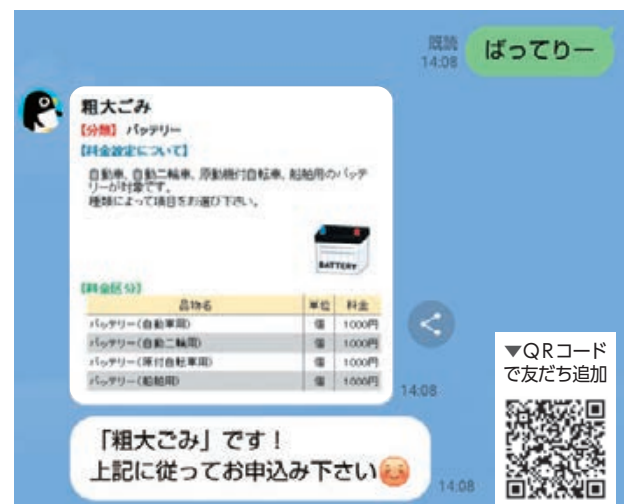 既読
14:08
ばってりー
粗大ごみ
【分類】 バッテリー
【料金設定について】
自動車、自動二輪車、原動機付自転車、船舶用のバッテ
リーが対象です。
種類によって項目をお選び下さい。
BATTERY
【料金区分】
品物名 単位 料金
バッテリー(自動車用) 個 1000円
バッテリー(自動二輪用) 個 1000円
バッテリー(原付自転車用) 個 1000円
バッテリー(船舶用) 個 1000円
14:08
「粗大ごみ」です！
上記に従ってお申込み下さい
14:08
▼QRコード
で友だち追加